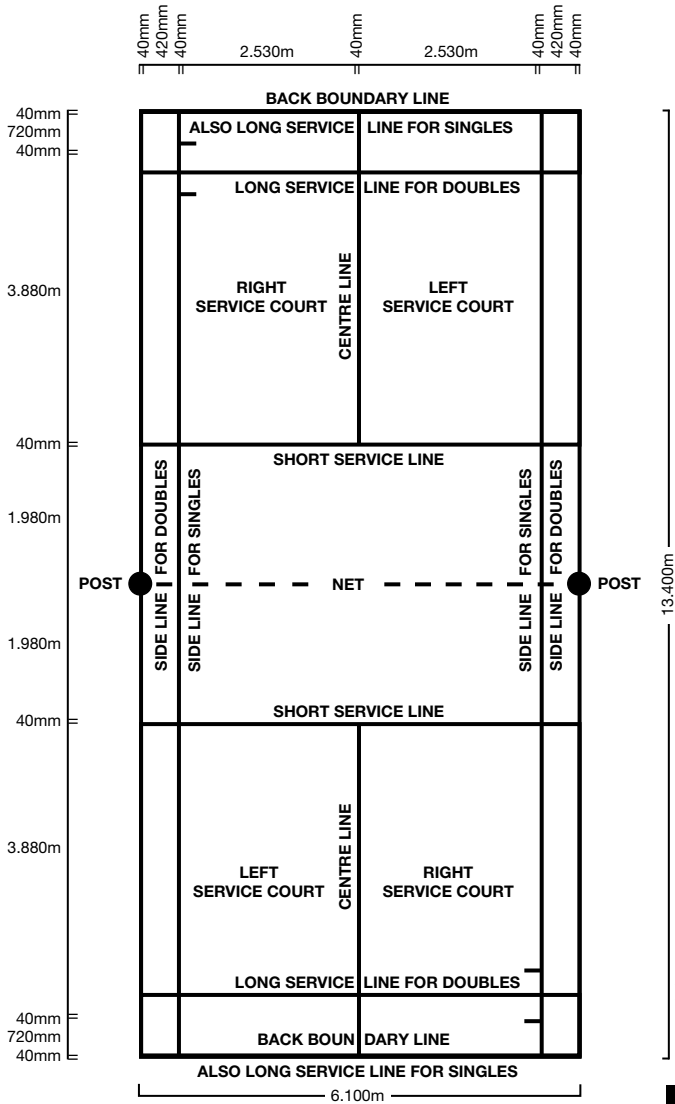 40mm
420mm
40mm
2.530m
40mm
2.530m
40mm
420mm
40mm
BACK BOUNDARY LINE
40mm
720mm
40mm
ALSO LONG SERVICE LINE FOR SINGLES
LONG SERVICE LINE FOR DOUBLES
3.880m
RIGHT
SERVICE COURT
CENTRE LINE
LEFT
SERVICE COURT
40mm
SHORT SERVICE LINE
1.980m
SIDE LINE FOR DOUBLES
SIDE LINE FOR SINGLES
SIDE LINE FOR SINGLES
SIDE LINE FOR DOUBLES
POST
NET
POST
13.400m
1.980m
40mm
SHORT SERVICE LINE
3.880m
LEFT
SERVICE COURT
CENTRE LINE
RIGHT
SERVICE COURT
LONG SERVICE LINE FOR DOUBLES
40mm
720mm
40mm
BACK BOUNDARY LINE
ALSO LONG SERVICE LINE FOR SINGLES
6.100m